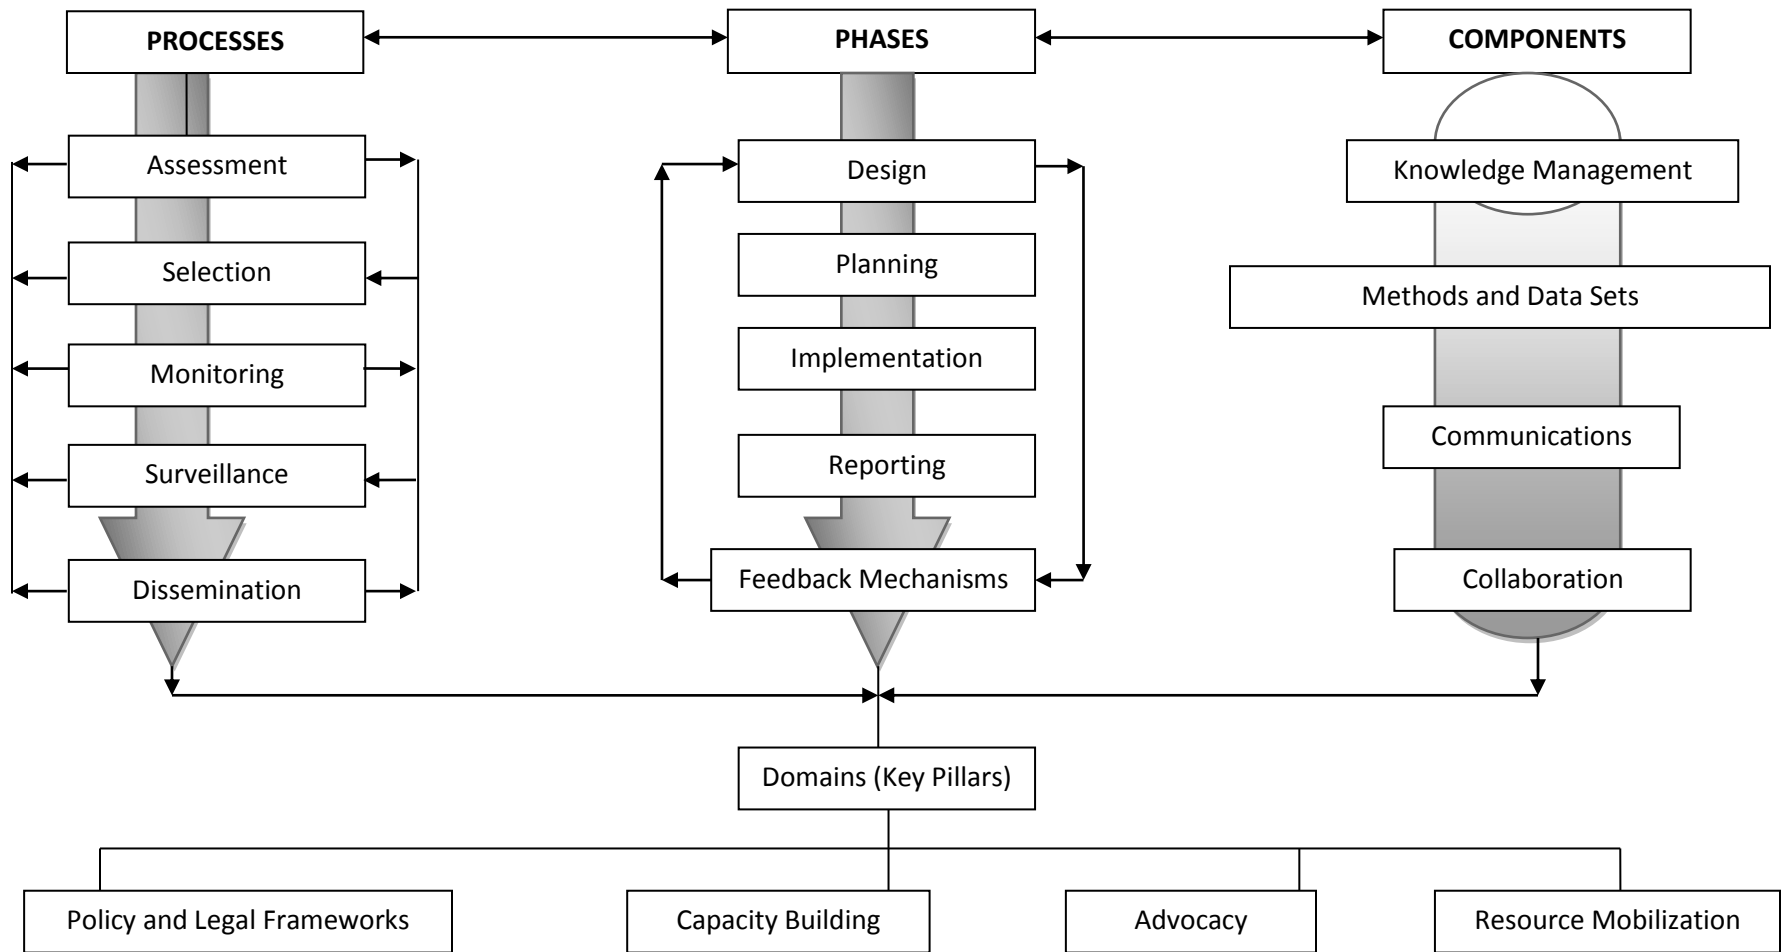 PROCESSES
PHASES
COMPONENTS
Assessment
Selection
Monitoring
Surveillance
Dissemination
Design
Planning
Implementation
Reporting
Feedback Mechanisms
Knowledge Management
Methods and Data Sets
Communications
Collaboration
Domains (Key Pillars)
Policy and Legal Frameworks
Capacity Building
Advocacy
Resource Mobilization